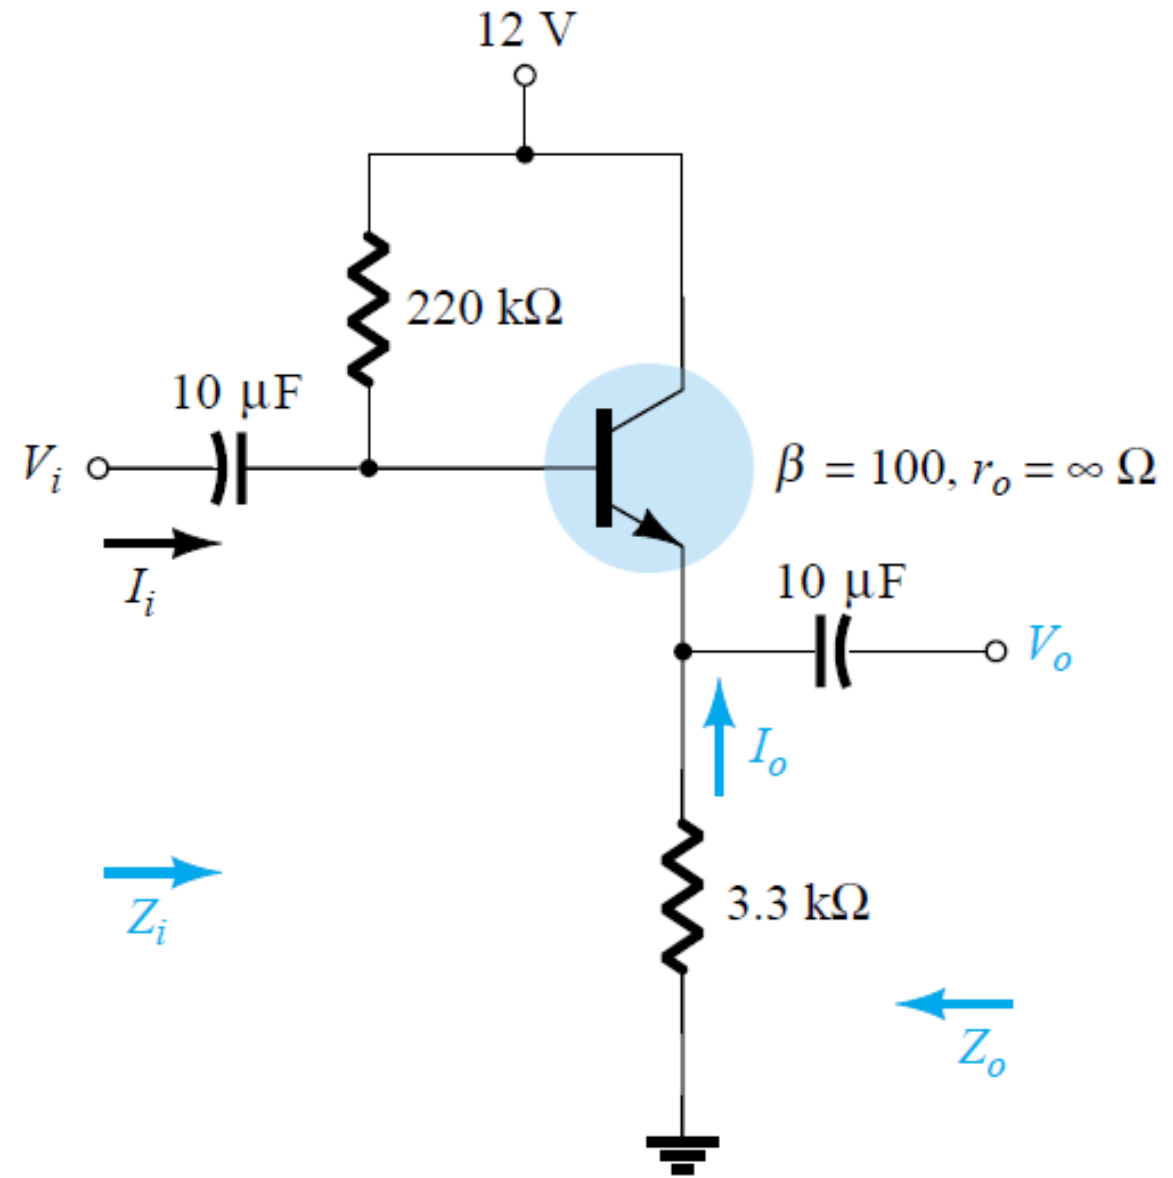 12 V
220 kΩ
10 μF
V_i
β = 100, r_o = ∞ Ω
I_i
10 μF
V_o
I_o
Z_i
3.3 kΩ
Z_o